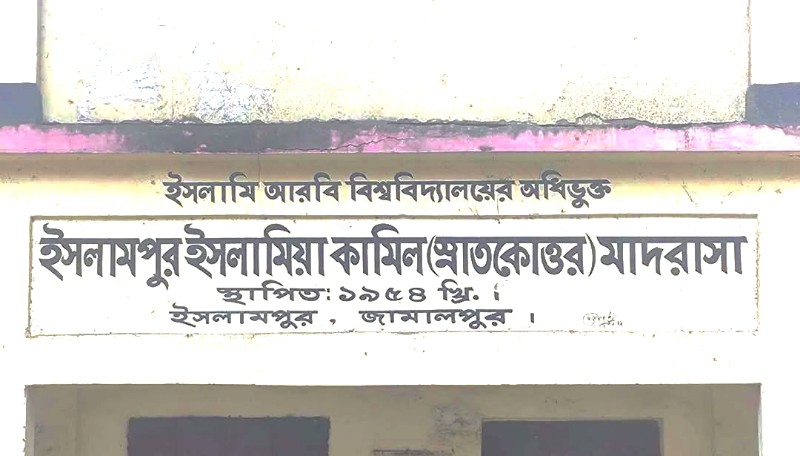 ইসলামি আরবি বিশ্ববিদ্যালয়ের অধিভুক্ত
ইসলামপুর ইসলামিয়া কামিল (স্নাতকোত্তর) মাদরাসা
স্থাপিত: ১৯৫৪ খ্রি. ।
ইসলামপুর , জামালপুর ।